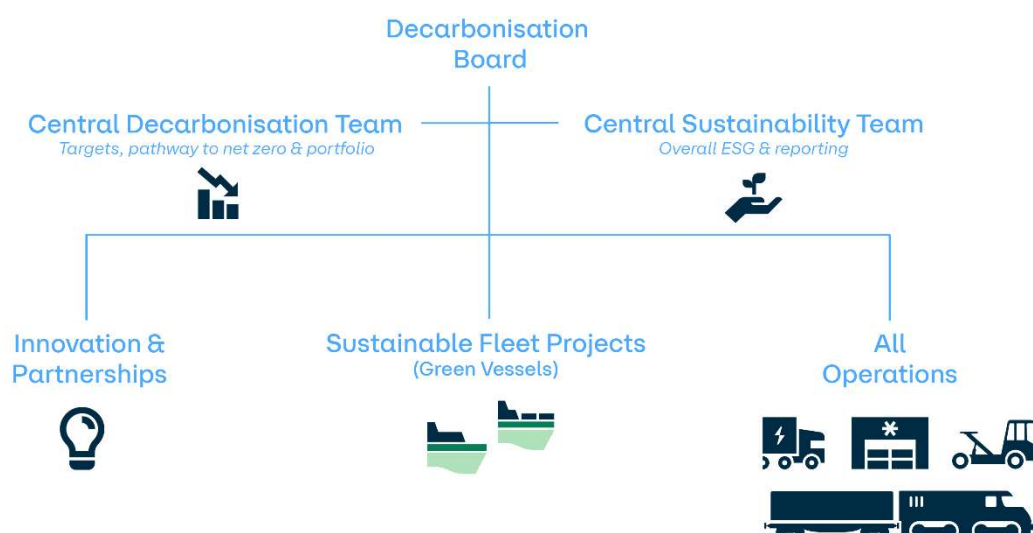 Decarbonisation
Board
Central Decarbonisation Team
Targets, pathway to net zero & portfolio
Central Sustainability Team
Overall ESG & reporting
Innovation &
Partnerships
Sustainable Fleet Projects
(Green Vessels)
All
Operations